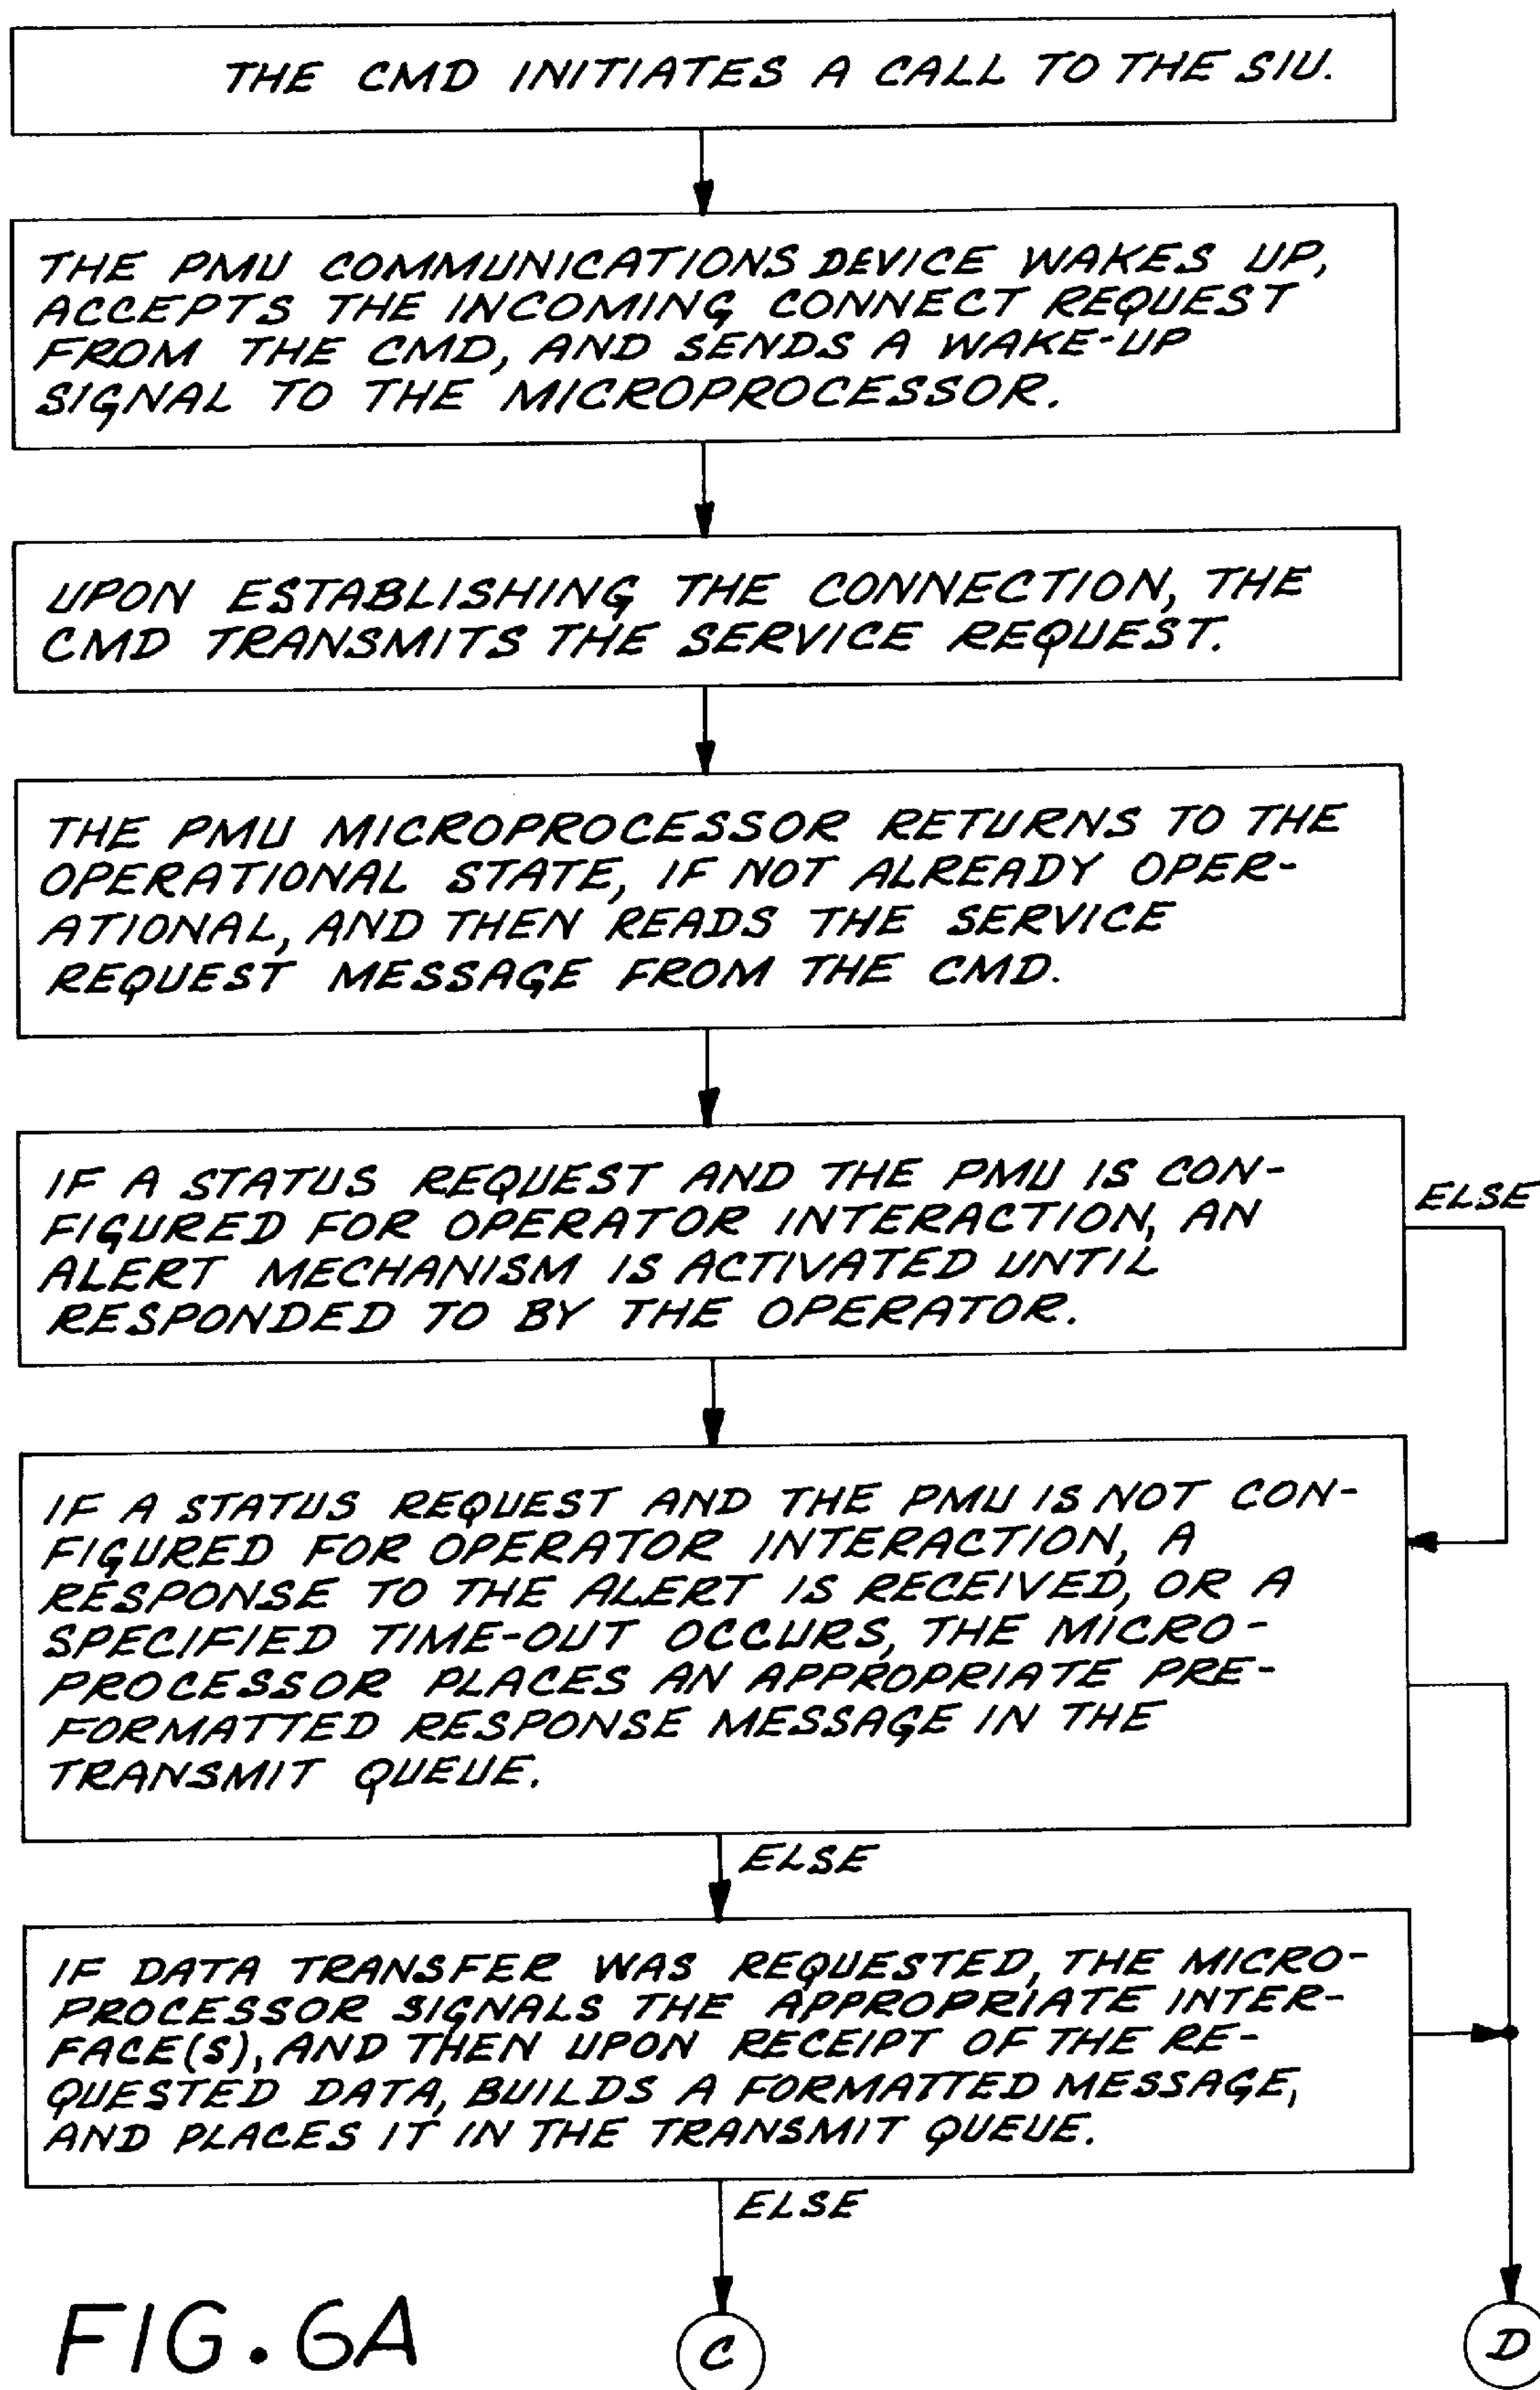 THE CMD INITIATES A CALL TO THE SIU.
THE PMU COMMUNICATIONS DEVICE WAKES UP,
ACCEPTS THE INCOMING CONNECT REQUEST
FROM THE CMD, AND SENDS A WAKE-UP
SIGNAL TO THE MICROPROCESSOR.
UPON ESTABLISHING THE CONNECTION, THE
CMD TRANSMITS THE SERVICE REQUEST.
THE PMU MICROPROCESSOR RETURNS TO THE
OPERATIONAL STATE, IF NOT ALREADY OPER-
ATIONAL, AND THEN READS THE SERVICE
REQUEST MESSAGE FROM THE CMD.
IF A STATUS REQUEST AND THE PMU IS CON-
FIGURED FOR OPERATOR INTERACTION, AN
ALERT MECHANISM IS ACTIVATED UNTIL
RESPONDED TO BY THE OPERATOR.
ELSE
IF A STATUS REQUEST AND THE PMU IS NOT CON-
FIGURED FOR OPERATOR INTERACTION, A
RESPONSE TO THE ALERT IS RECEIVED, OR A
SPECIFIED TIME-OUT OCCURS, THE MICRO-
PROCESSOR PLACES AN APPROPRIATE PRE-
FORMATTED RESPONSE MESSAGE IN THE
TRANSMIT QUEUE.
ELSE
IF DATA TRANSFER WAS REQUESTED, THE MICRO-
PROCESSOR SIGNALS THE APPROPRIATE INTER-
FACE(S), AND THEN UPON RECEIPT OF THE RE-
QUESTED DATA, BUILDS A FORMATTED MESSAGE,
AND PLACES IT IN THE TRANSMIT QUEUE.
ELSE
C
D
FIG. 6A